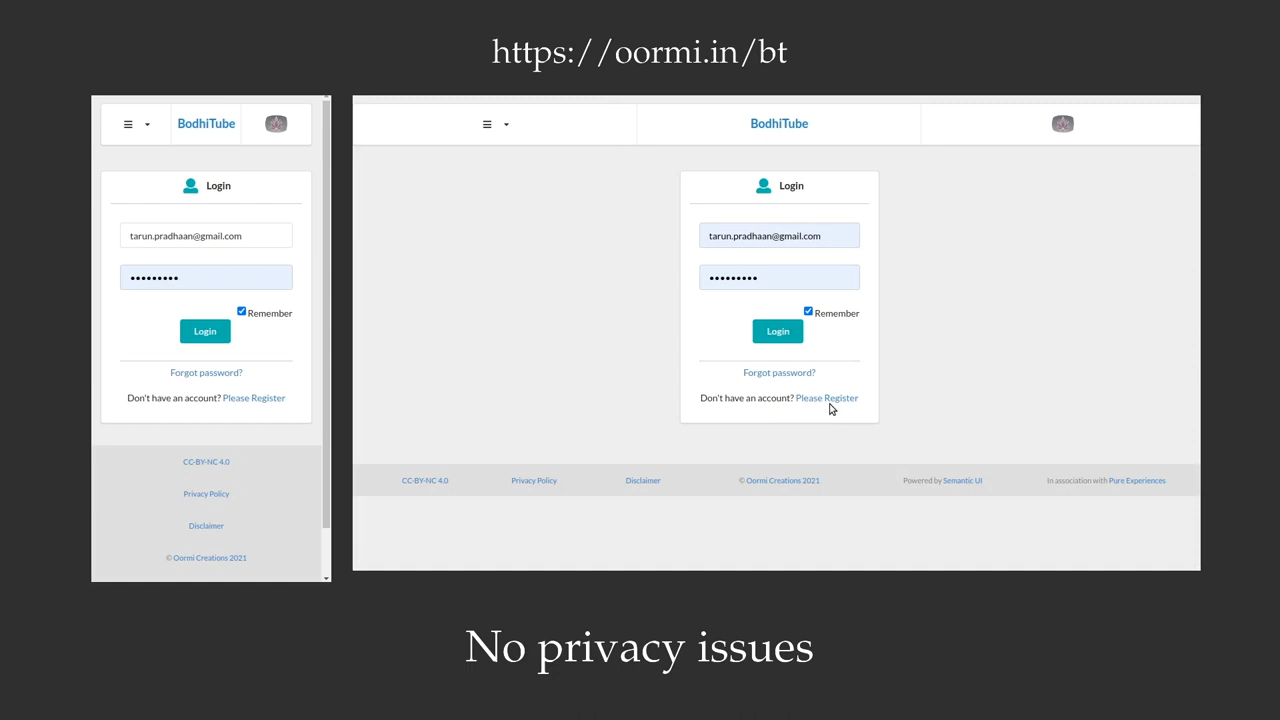 https://oormi.in/bt
BodhiTube
Login
tarun.pradhaan@gmail.com
•••••••••
Remember
Login
Forgot password?
Don't have an account? Please Register
CC-BY-NC 4.0
Privacy Policy
Disclaimer
© Oormi Creations 2021
BodhiTube
Login
tarun.pradhaan@gmail.com
•••••••••
Remember
Login
Forgot password?
Don't have an account? Please Register
CC-BY-NC 4.0 Privacy Policy Disclaimer © Oormi Creations 2021 Powered by Semantic UI In association with Pure Experiences
No privacy issues